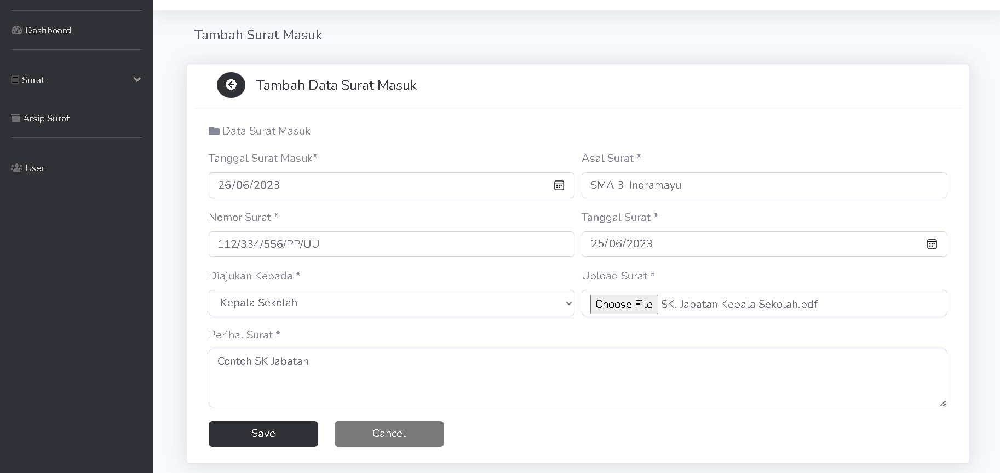 Dashboard
Surat
Arsip Surat
User
Tambah Surat Masuk
Tambah Data Surat Masuk
Data Surat Masuk
Tanggal Surat Masuk*
26/06/2023
Asal Surat *
SMA 3  Indramayu
Nomor Surat *
112/334/556/PP/UU
Tanggal Surat *
25/06/2023
Diajukan Kepada *
Kepala Sekolah
Upload Surat *
Choose File SK. Jabatan Kepala Sekolah.pdf
Perihal Surat *
Contoh SK Jabatan
Save
Cancel